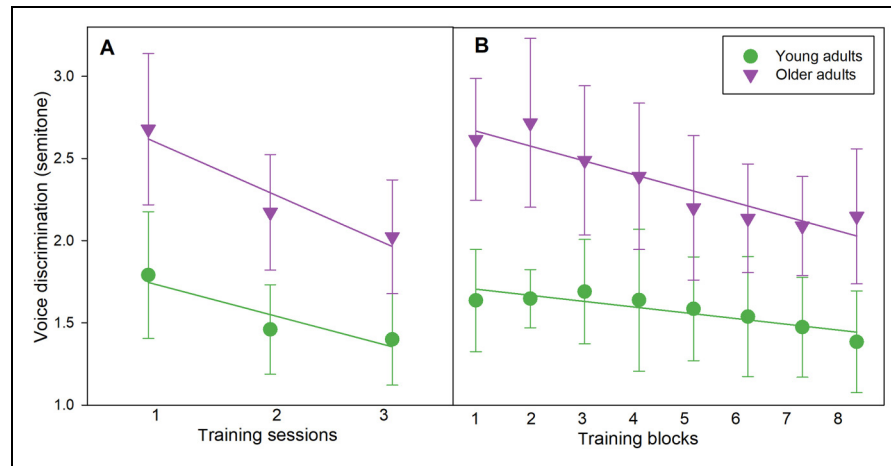 A
B
Young adults
Older adults
Voice discrimination (semitone)
3.0
2.5
2.0
1.5
1.0
1 2 3
Training sessions
1 2 3 4 5 6 7 8
Training blocks